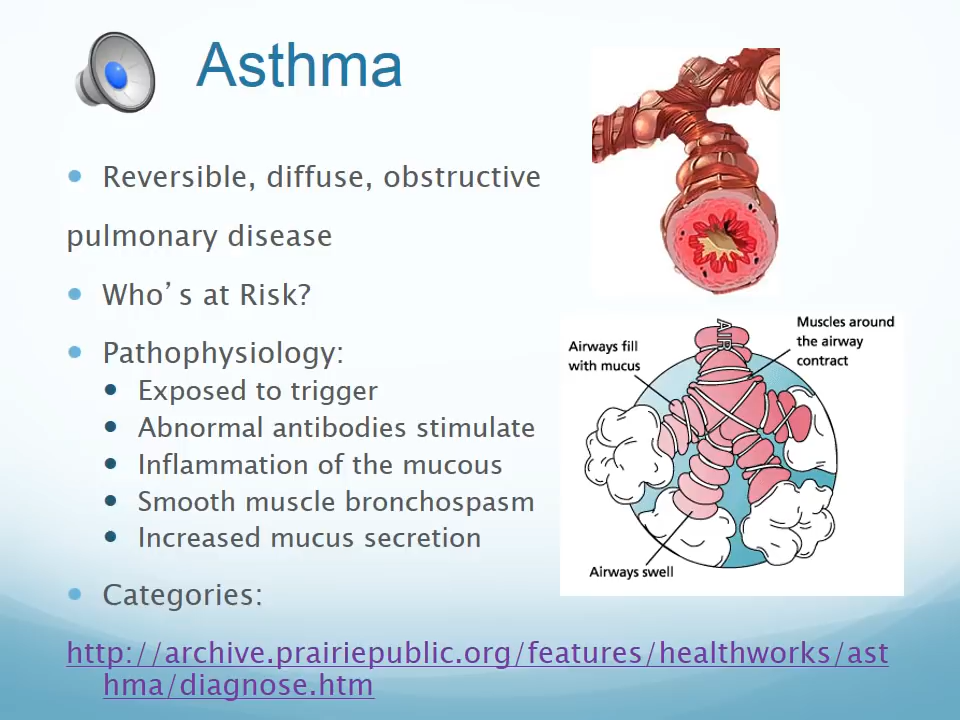 Asthma
Reversible, diffuse, obstructive
pulmonary disease
Who’s at Risk?
Pathophysiology:
Exposed to trigger
Abnormal antibodies stimulate
Inflammation of the mucous
Smooth muscle bronchospasm
Increased mucus secretion
Categories:
http://archive.prairiepublic.org/features/healthworks/ast
hma/diagnose.htm
AIR
Muscles around
the airway
contract
Airways fill
with mucus
Airways swell